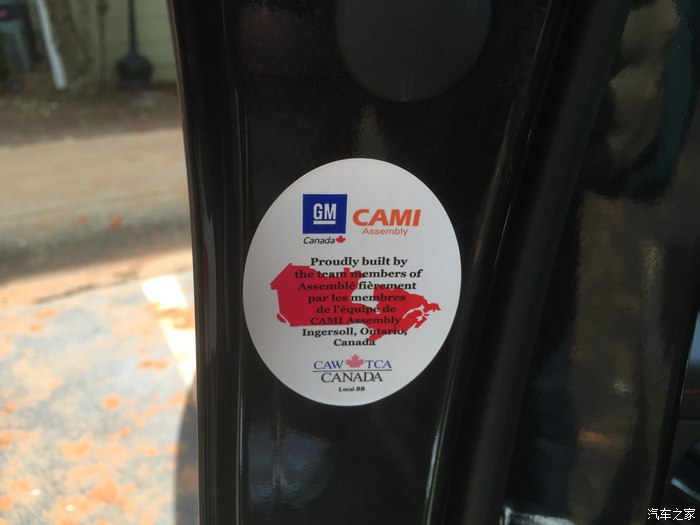 GM
CAMI
Assembly
Canada
Proudly built by
the team members of
Assemblé fièrement
par les membres
de l'équipe de
CAMI Assembly
Ingersoll, Ontario,
Canada
CAW TCA
CANADA
Local 88
汽车之家